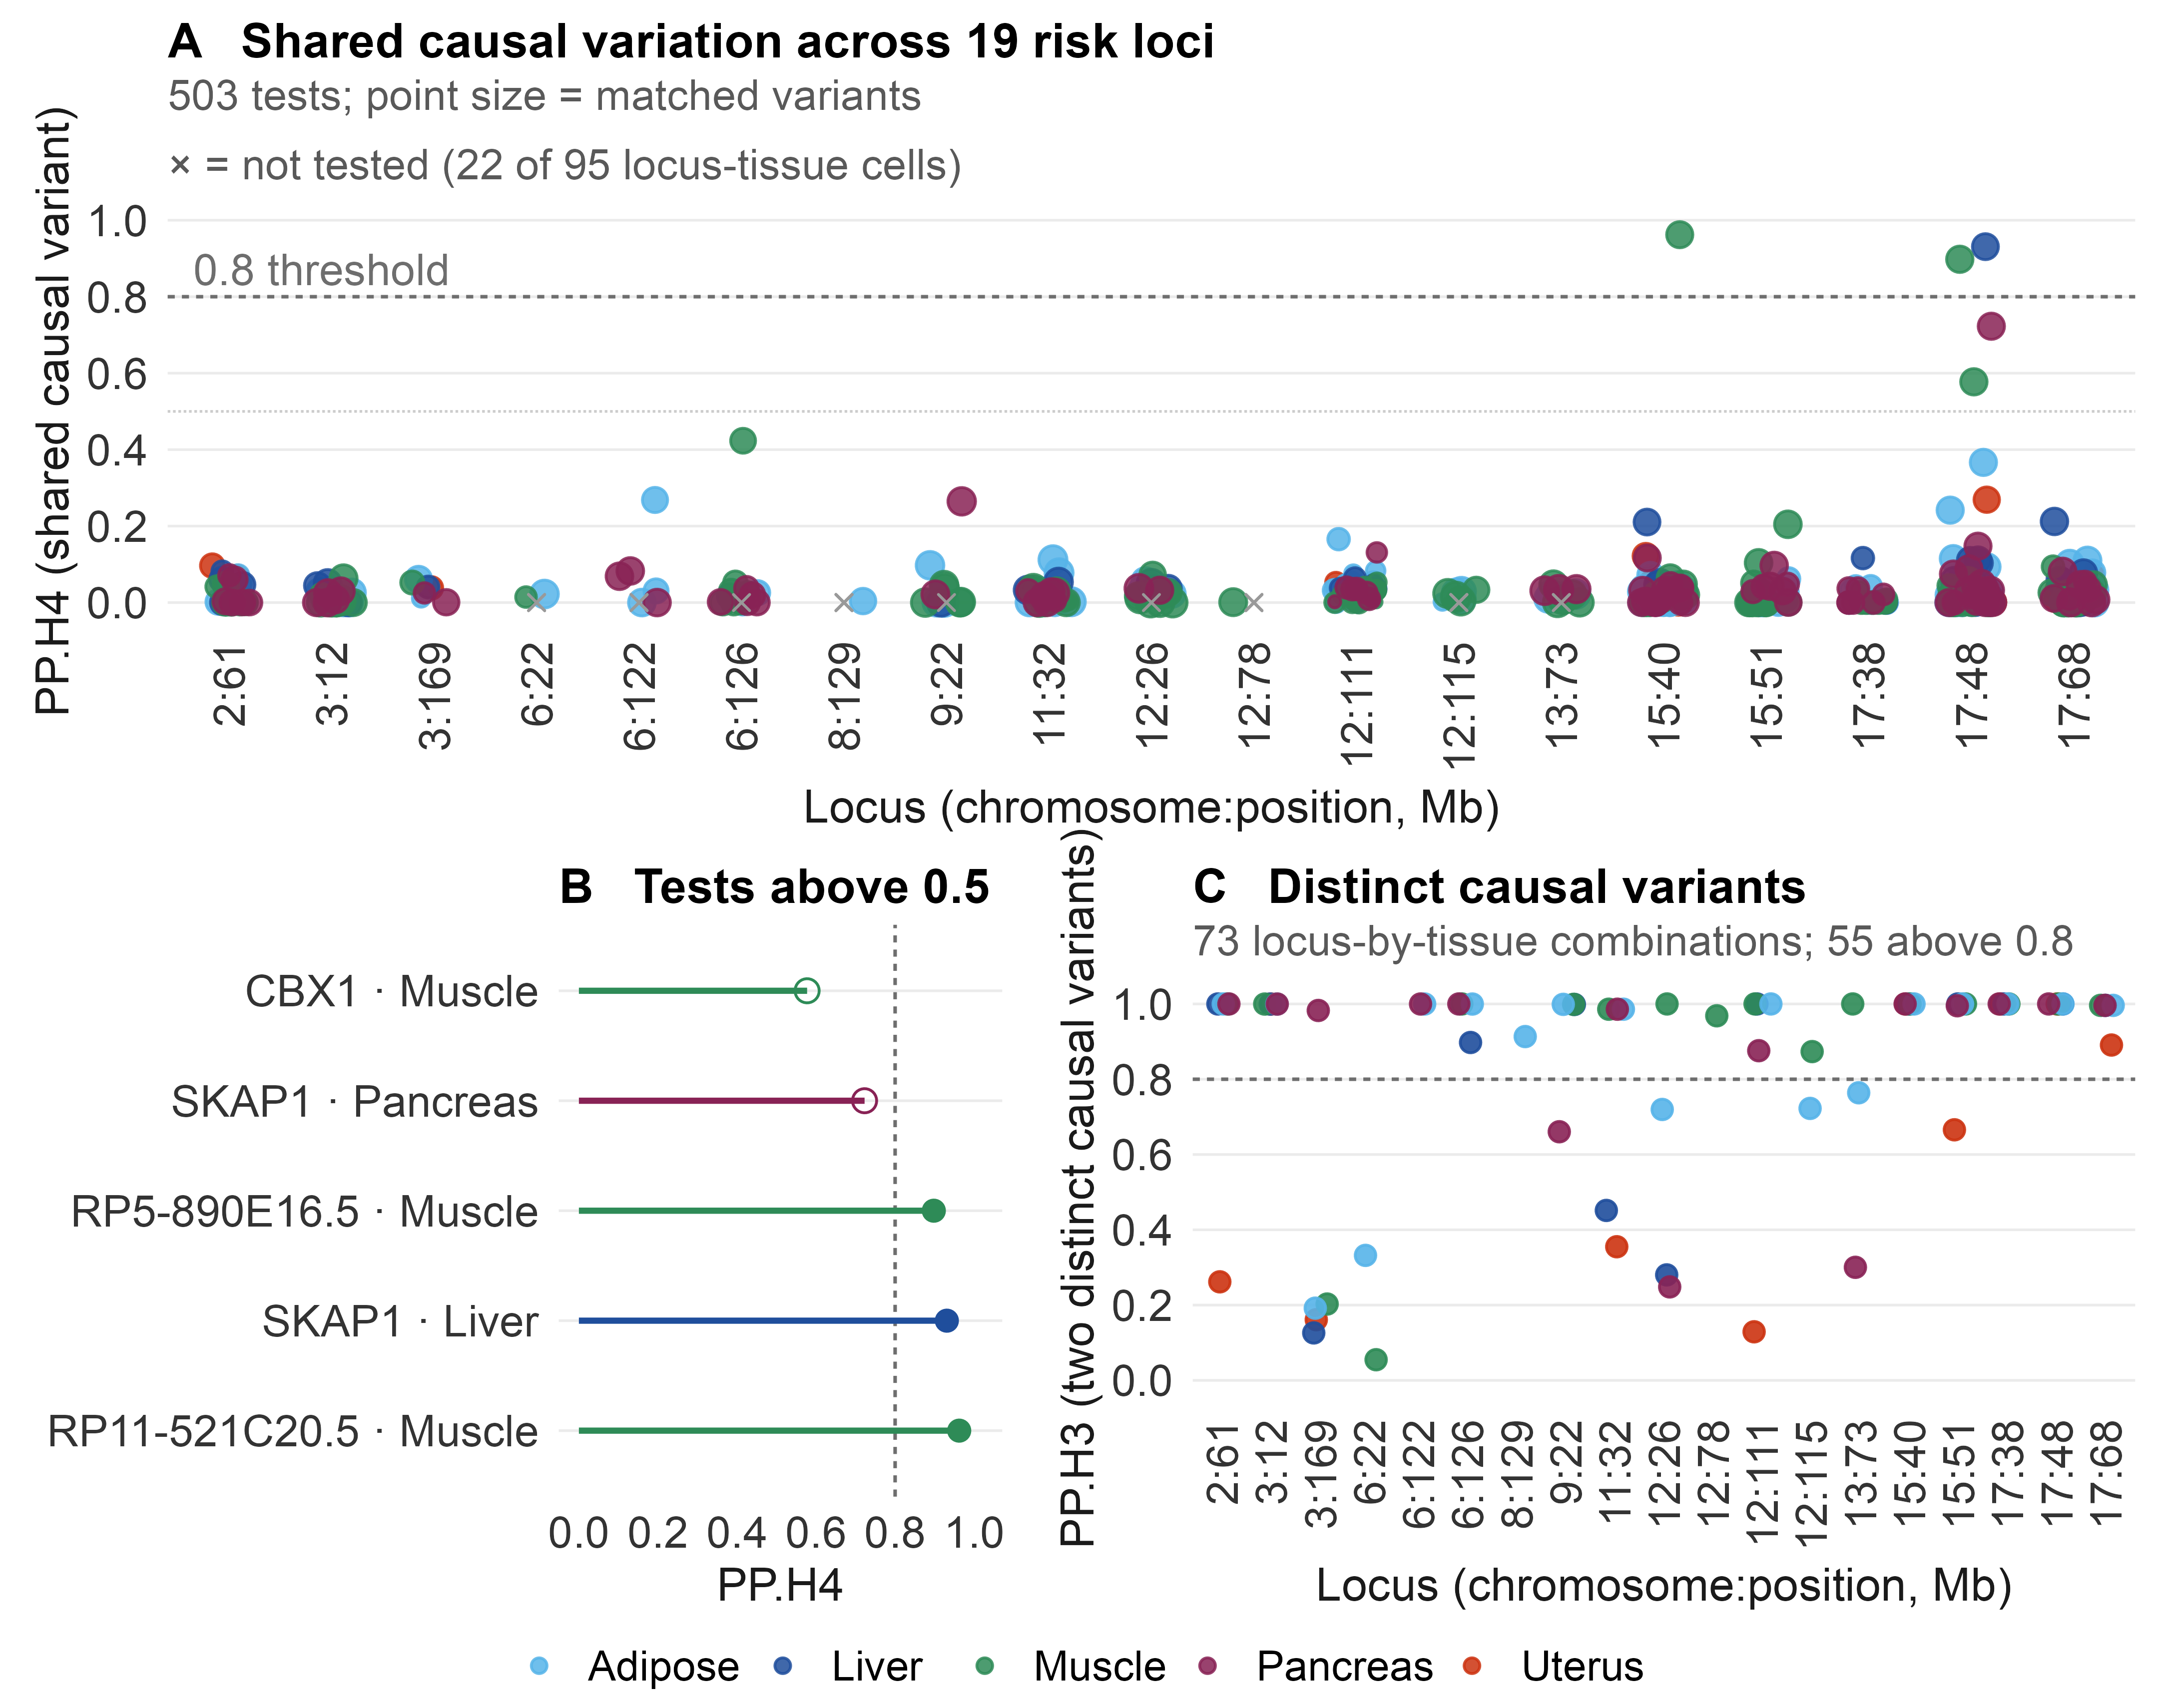 A Shared causal variation across 19 risk loci
503 tests; point size = matched variants
× = not tested (22 of 95 locus-tissue cells)
PP.H4 (shared causal variant)
1.0
0.8
0.6
0.4
0.2
0.0
0.8 threshold
2:61
3:12
3:169
6:22
6:122
6:126
8:129
9:22
11:32
12:26
12:78
12:111
12:115
13:73
15:40
15:51
17:38
17:48
17:68
Locus (chromosome:position, Mb)
B Tests above 0.5
CBX1 · Muscle
SKAP1 · Pancreas
RP5-890E16.5 · Muscle
SKAP1 · Liver
RP11-521C20.5 · Muscle
0.0 0.2 0.4 0.6 0.8 1.0
PP.H4
C Distinct causal variants
73 locus-by-tissue combinations; 55 above 0.8
PP.H3 (two distinct causal variants)
1.0
0.8
0.6
0.4
0.2
0.0
2:61
3:12
3:169
6:22
6:122
6:126
8:129
9:22
11:32
12:26
12:78
12:111
12:115
13:73
15:40
15:51
17:38
17:48
17:68
Locus (chromosome:position, Mb)
Adipose Liver Muscle Pancreas Uterus